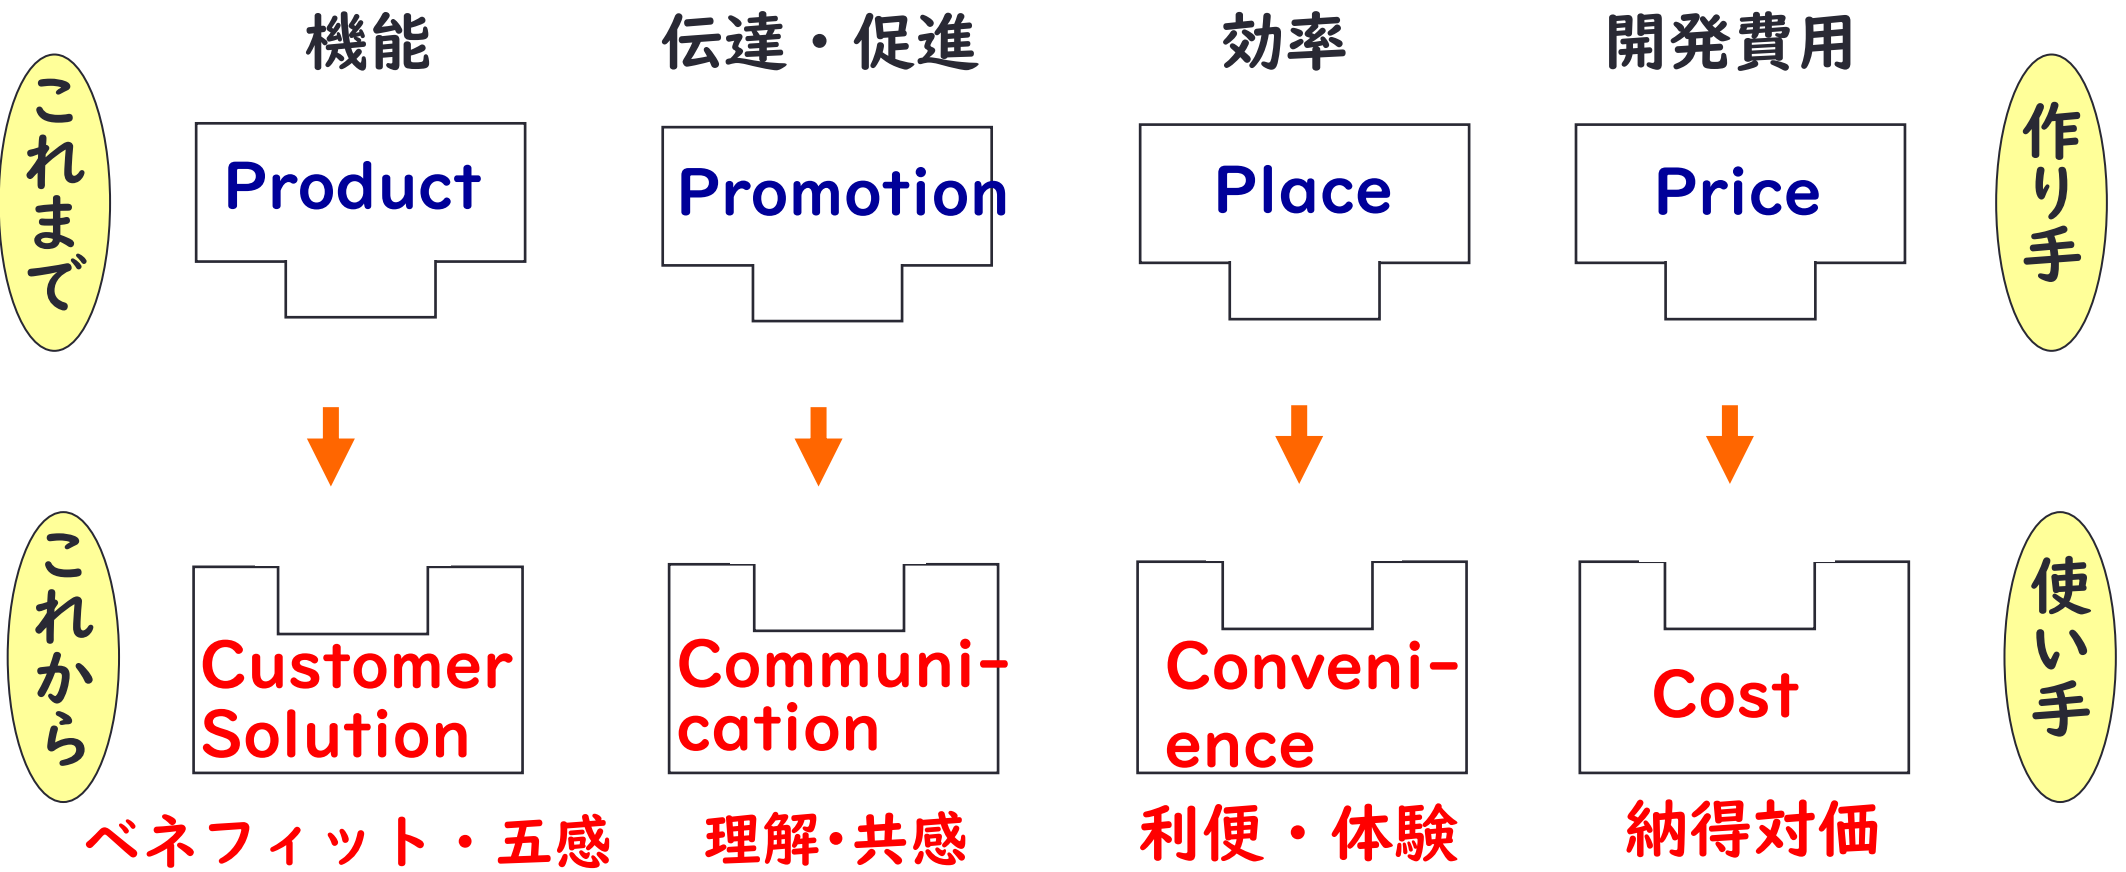 機能
伝達・促進
効率
開発費用
これまで
Product
Promotion
Place
Price
作り手
これから
Customer
Solution
Communi-
cation
Conveni-
ence
Cost
使い手
ベネフィット・五感
理解・共感
利便・体験
納得対価